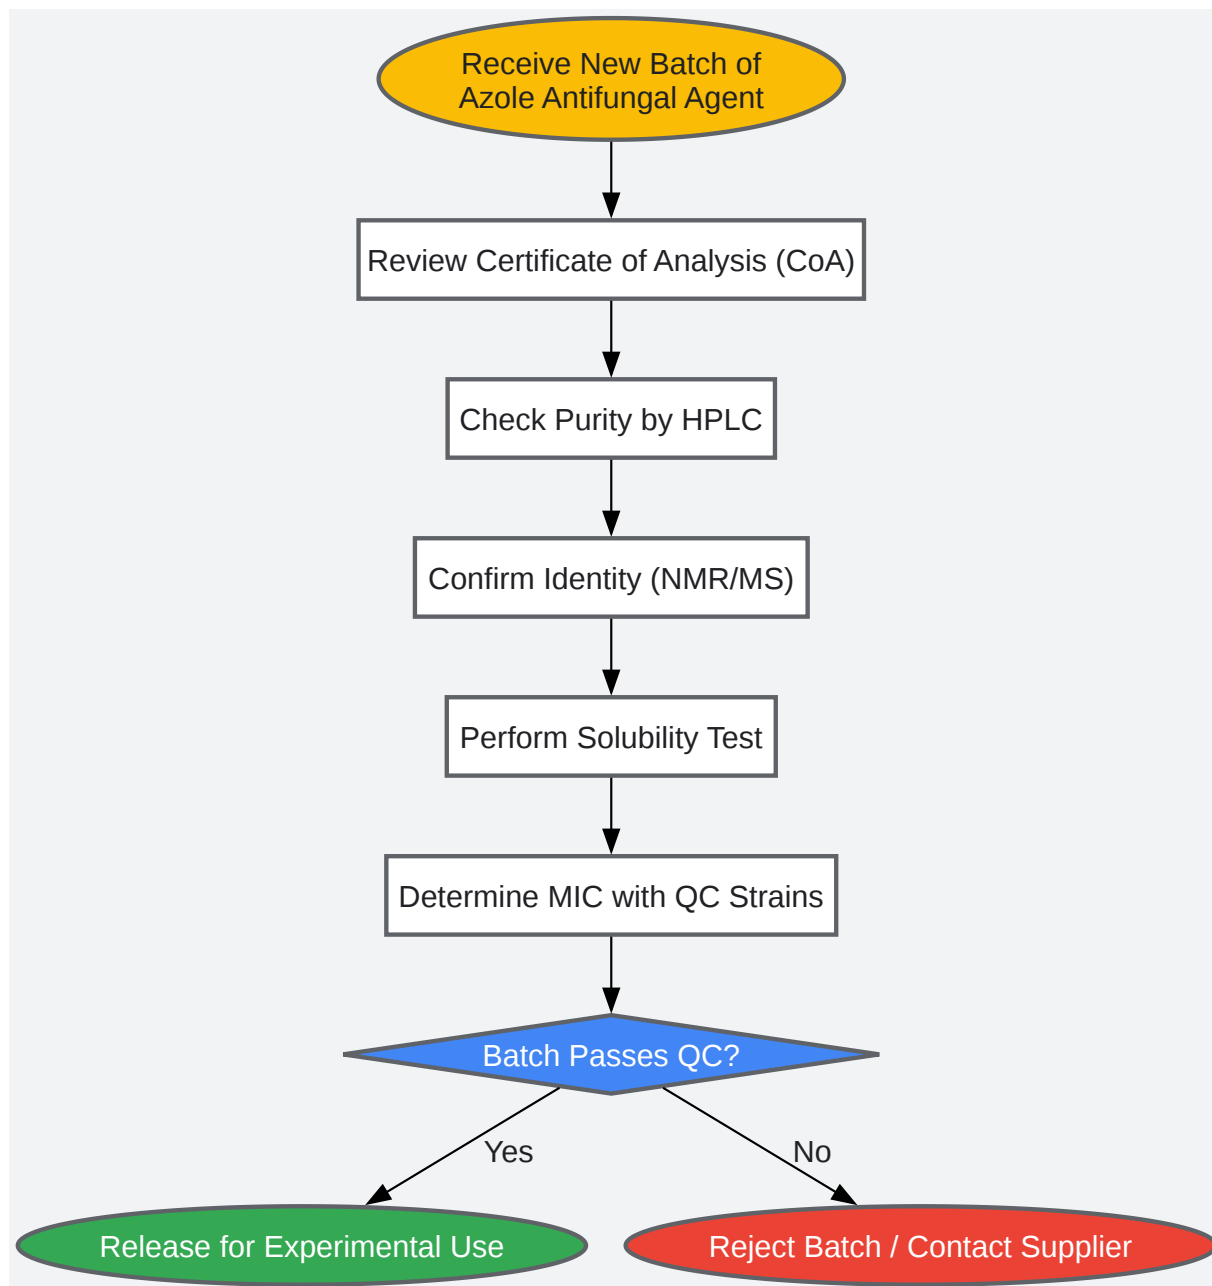 Receive New Batch of
Azole Antifungal Agent
Review Certificate of Analysis (CoA)
Check Purity by HPLC
Confirm Identity (NMR/MS)
Perform Solubility Test
Determine MIC with QC Strains
Batch Passes QC?
Yes
No
Release for Experimental Use
Reject Batch / Contact Supplier